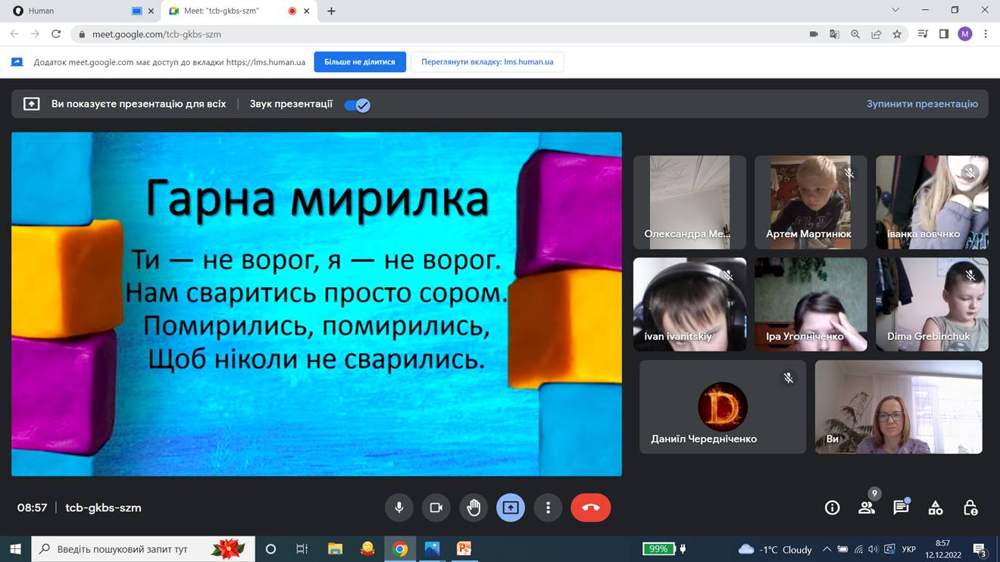 Human
Meet: "tcb-gkbs-szm"
meet.google.com/tcb-gkbs-szm
M
Додаток meet.google.com має доступ до вкладки https://lms.human.ua
Більше не ділитися
Переглянути вкладку: lms.human.ua
Ви показуєте презентацію для всіх
Звук презентації
Зупинити презентацію
Гарна мирилка
Ти — не ворог, я — не ворог.
Нам сваритись просто сором.
Помирились, помирились,
Щоб ніколи не сварились.
Олександра Ме...
Артем Мартинюк
іванка вовчнко
ivan ivanitskiy
Іра Уголніченко
Dima Grebinchuk
D
Даниїл Чередніченко
Ви
08:57
tcb-gkbs-szm
9
Введіть пошуковий запит тут
99%
-1°C Cloudy
УКР
8:57
12.12.2022
3